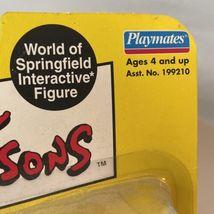 World of
Springfield
Interactive*
Figure
Playmates®
Ages 4 and up
Asst. No. 199210
SONS
TM